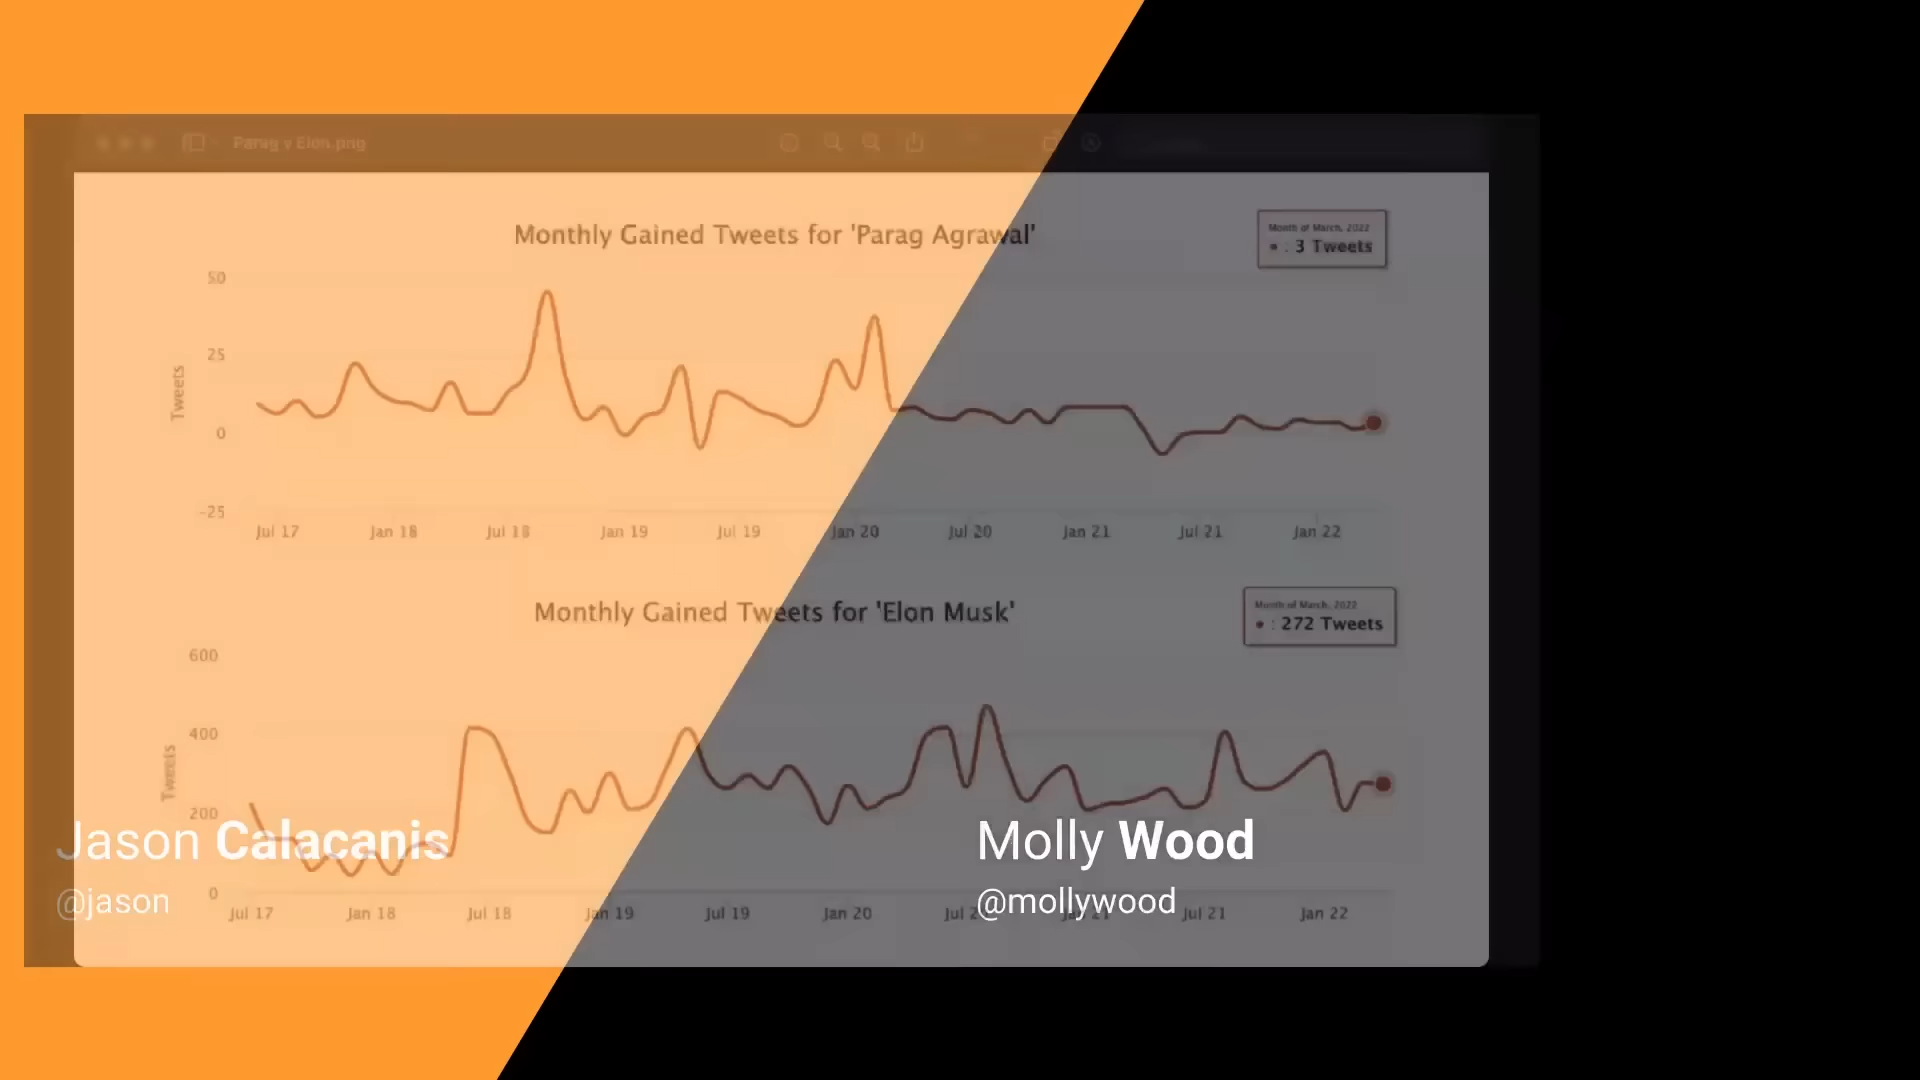 Parag v Elon.png
Monthly Gained Tweets for 'Parag Agrawal'
Month of March, 2022
: 3 Tweets
50
25
0
-25
Tweets
Jul 17 Jan 18 Jul 18 Jan 19 Jul 19 Jan 20 Jul 20 Jan 21 Jul 21 Jan 22
Monthly Gained Tweets for 'Elon Musk'
Month of March, 2022
: 272 Tweets
600
400
200
0
Tweets
Jul 17 Jan 18 Jul 18 Jan 19 Jul 19 Jan 20 Jul 20 Jan 21 Jul 21 Jan 22
Jason Calacanis
@jason
Molly Wood
@mollywood